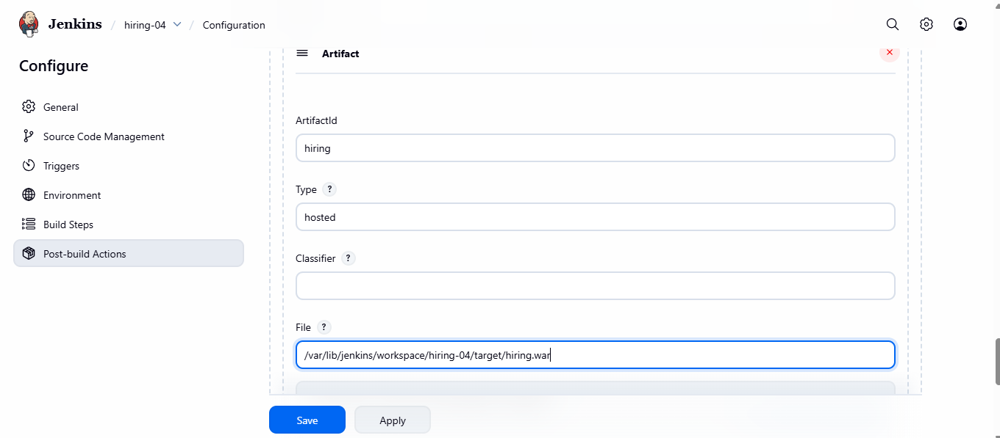 Jenkins / hiring-04 / Configuration
Configure
General
Source Code Management
Triggers
Environment
Build Steps
Post-build Actions
Artifact
ArtifactId
hiring
Type ?
hosted
Classifier ?
File ?
/var/lib/jenkins/workspace/hiring-04/target/hiring.war
Save Apply